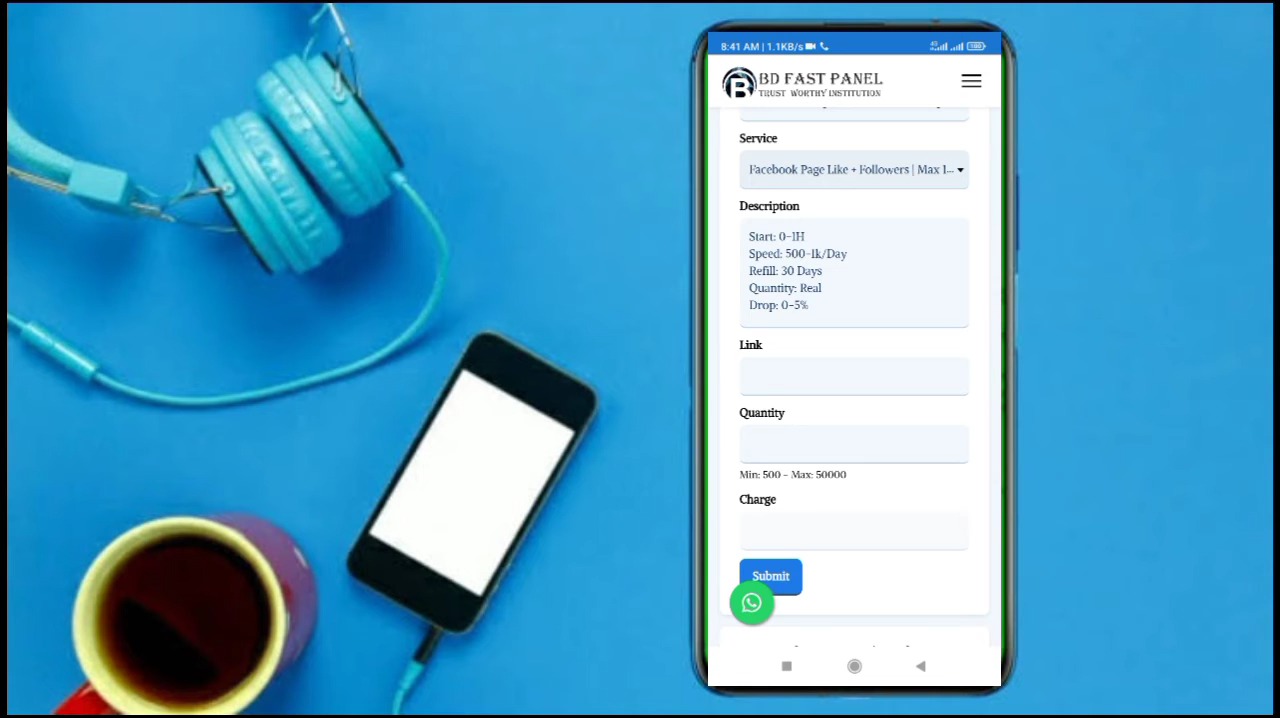 8:41 AM | 1.1KB/s
4G
100
BD FAST PANEL
TRUST WORTHY INSTITUTION
Service
Facebook Page Like + Followers | Max 1...
Description
Start: 0-1H
Speed: 500-1k/Day
Refill: 30 Days
Quantity: Real
Drop: 0-5%
Link
Quantity
Min: 500 - Max: 50000
Charge
Submit